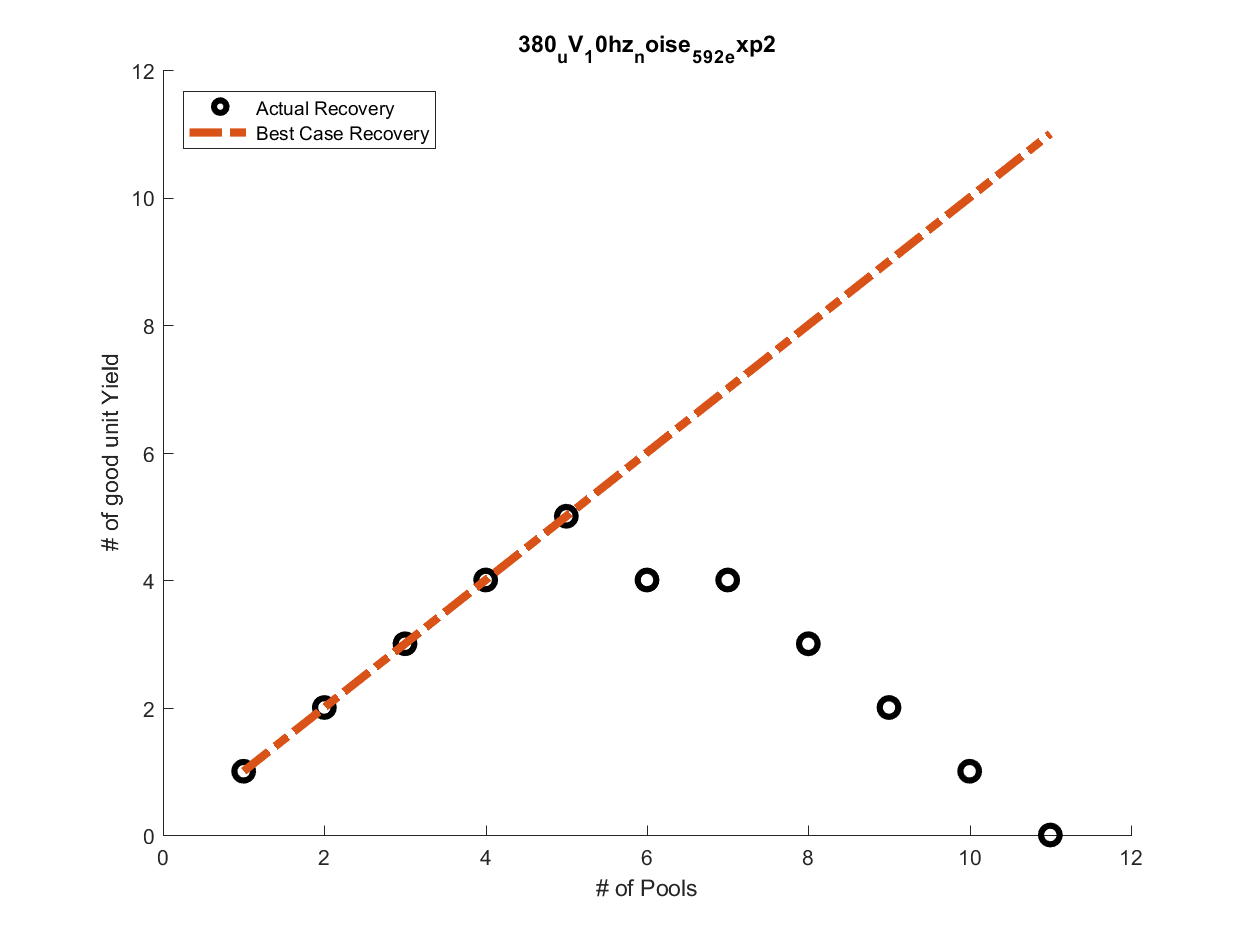 380uV10hznoise592exp2
Actual Recovery
Best Case Recovery
12
10
8
6
4
2
0
# of good unit Yield
0 2 4 6 8 10 12
# of Pools